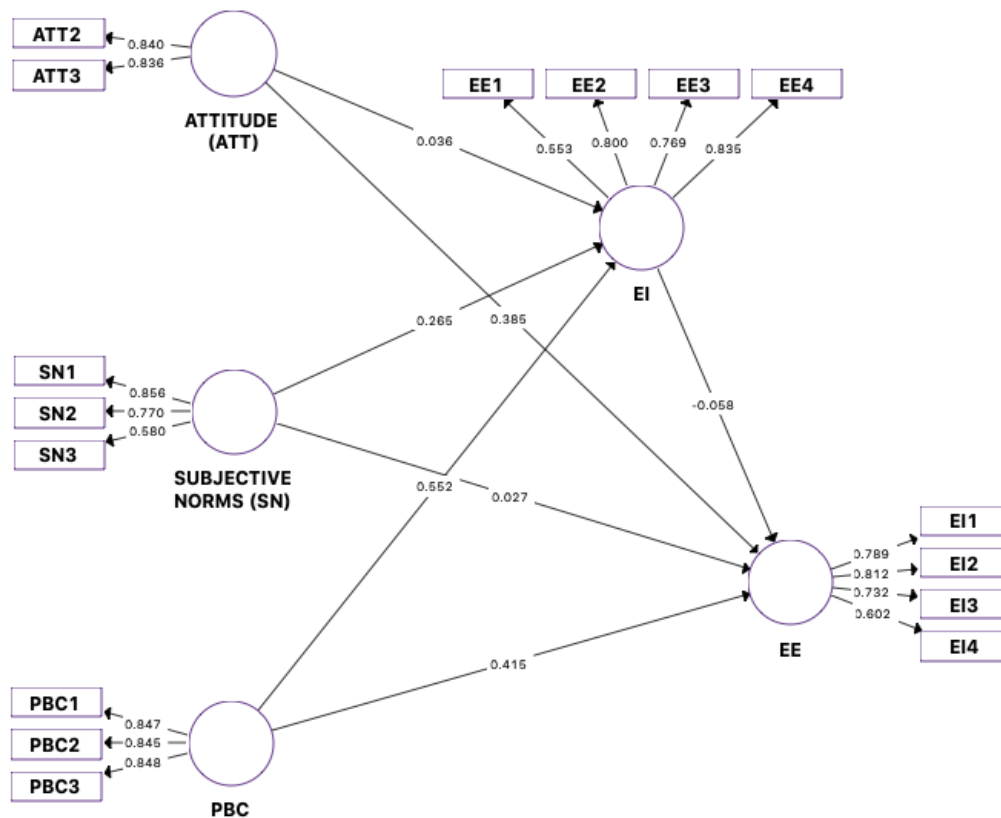 ATT2
0.840
ATT3
0.836
ATTITUDE
(ATT)
EE1
EE2
EE3
EE4
0.553
0.800
0.769
0.835
0.036
EI
0.265
0.385
SN1
0.856
SN2
0.770
SN3
0.580
SUBJECTIVE
NORMS (SN)
-0.058
0.552
0.027
EI1
0.789
EI2
0.812
EI3
0.732
EI4
0.602
EE
0.415
PBC1
0.847
PBC2
0.845
PBC3
0.848
PBC